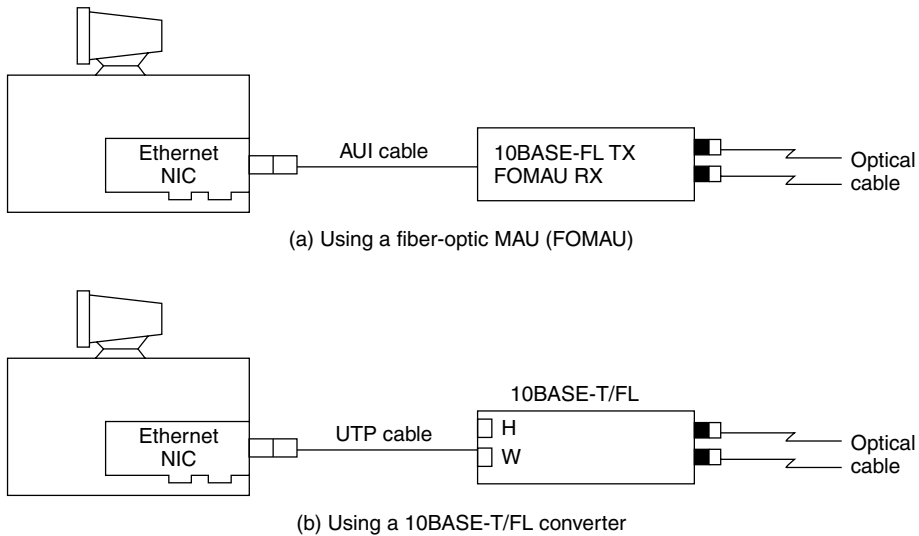 Ethernet
NIC
AUI cable
10BASE-FL TX
FOMAU RX
Optical
cable
(a) Using a fiber-optic MAU (FOMAU)
10BASE-T/FL
Ethernet
NIC
UTP cable
H
W
Optical
cable
(b) Using a 10BASE-T/FL converter